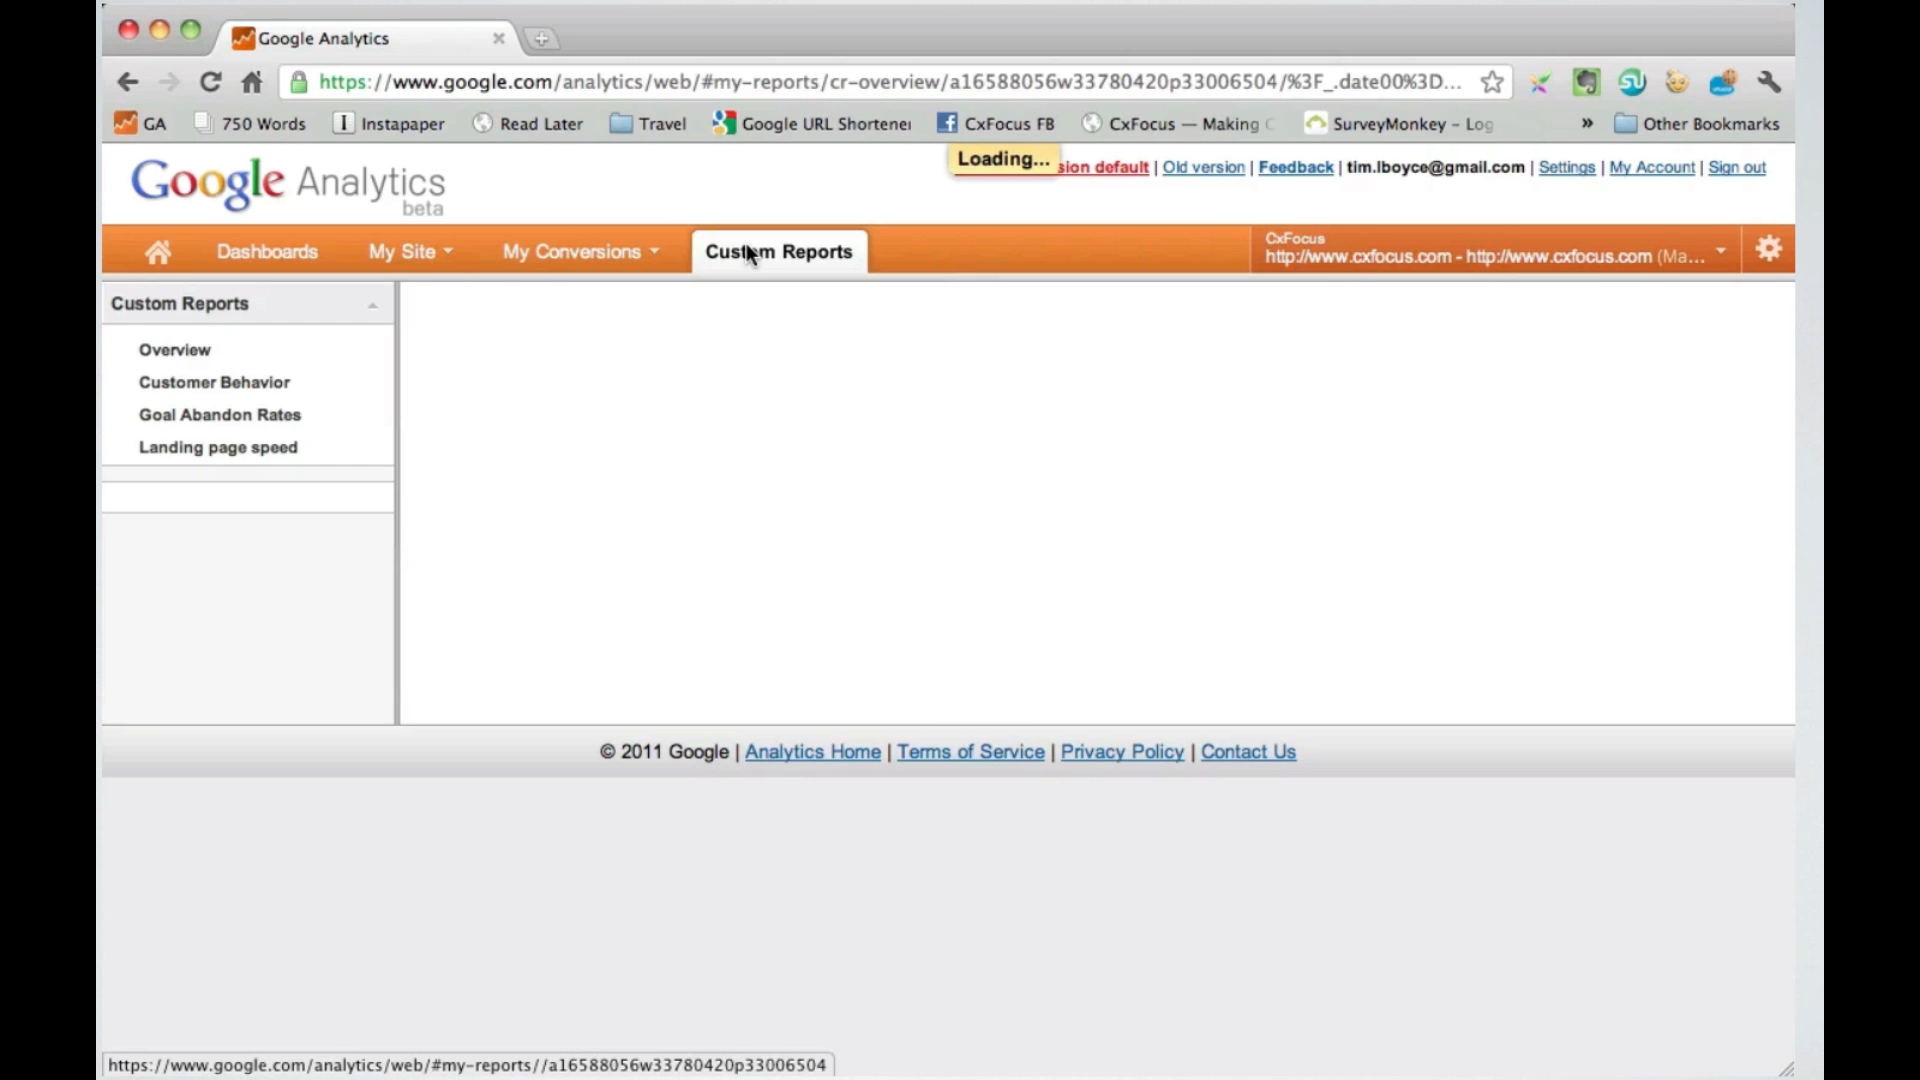 Google Analytics
https://www.google.com/analytics/web/#my-reports/cr-overview/a16588056w33780420p33006504/%3F_.date00%3D...
GA 750 Words Instapaper Read Later Travel Google URL Shortener CxFocus FB CxFocus — Making SurveyMonkey – Log » Other Bookmarks
Loading... sion default | Old version | Feedback | tim.lboyce@gmail.com | Settings | My Account | Sign out
Google Analytics
beta
Dashboards My Site My Conversions Custom Reports
CxFocus
http://www.cxfocus.com - http://www.cxfocus.com (Ma...
Custom Reports
Overview
Customer Behavior
Goal Abandon Rates
Landing page speed
© 2011 Google | Analytics Home | Terms of Service | Privacy Policy | Contact Us
https://www.google.com/analytics/web/#my-reports//a16588056w33780420p33006504